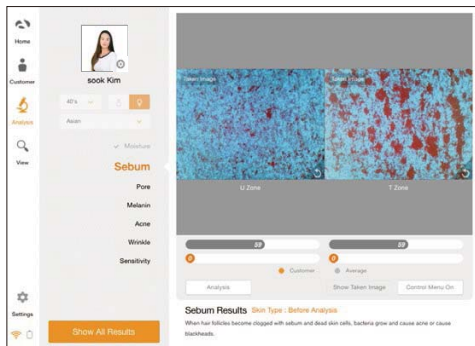 Home
Customer
Analysis
View
Settings
sook Kim
40's
Asian
Moisture
Sebum
Pore
Melanin
Acne
Wrinkle
Sensitivity
Show All Results
Taken Image
Taken Image
U Zone
T Zone
59
59
0
0
Customer
Average
Analysis
Show Taken Image
Control Menu On
Sebum Results Skin Type : Before Analysis
When hair follicles become clogged with sebum and dead skin cells, bacteria grow and cause acne or cause
blackheads.